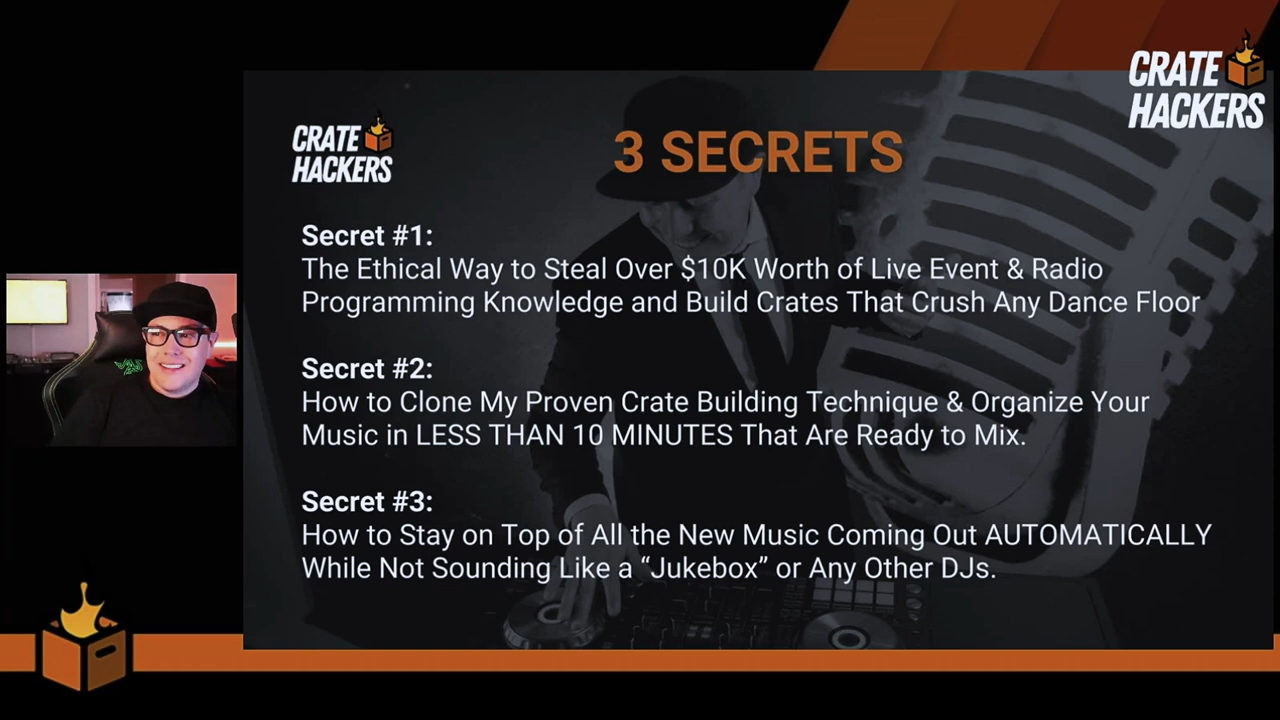 CRATE
HACKERS
CRATE
HACKERS
3 SECRETS
Secret #1:
The Ethical Way to Steal Over $10K Worth of Live Event & Radio
Programming Knowledge and Build Crates That Crush Any Dance Floor
Secret #2:
How to Clone My Proven Crate Building Technique & Organize Your
Music in LESS THAN 10 MINUTES That Are Ready to Mix.
Secret #3:
How to Stay on Top of All the New Music Coming Out AUTOMATICALLY
While Not Sounding Like a “Jukebox” or Any Other DJs.